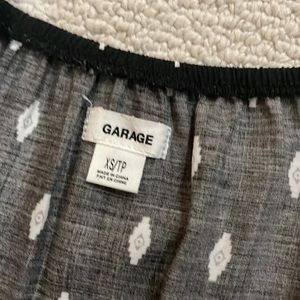 GARAGE
XS/TP
MADE IN CHINA
FAIT EN CHINE